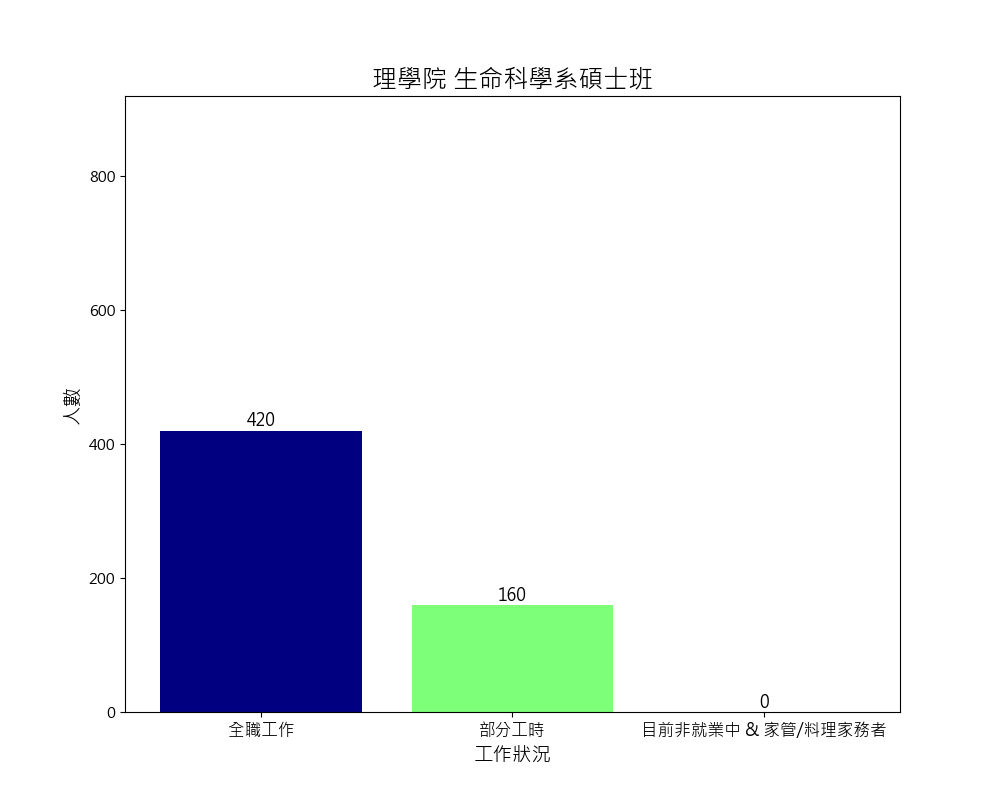 理學院 生命科學系碩士班
人數
800
600
400
200
0
420
160
0
全職工作
部分工時
目前非就業中 & 家管/料理家務者
工作狀況